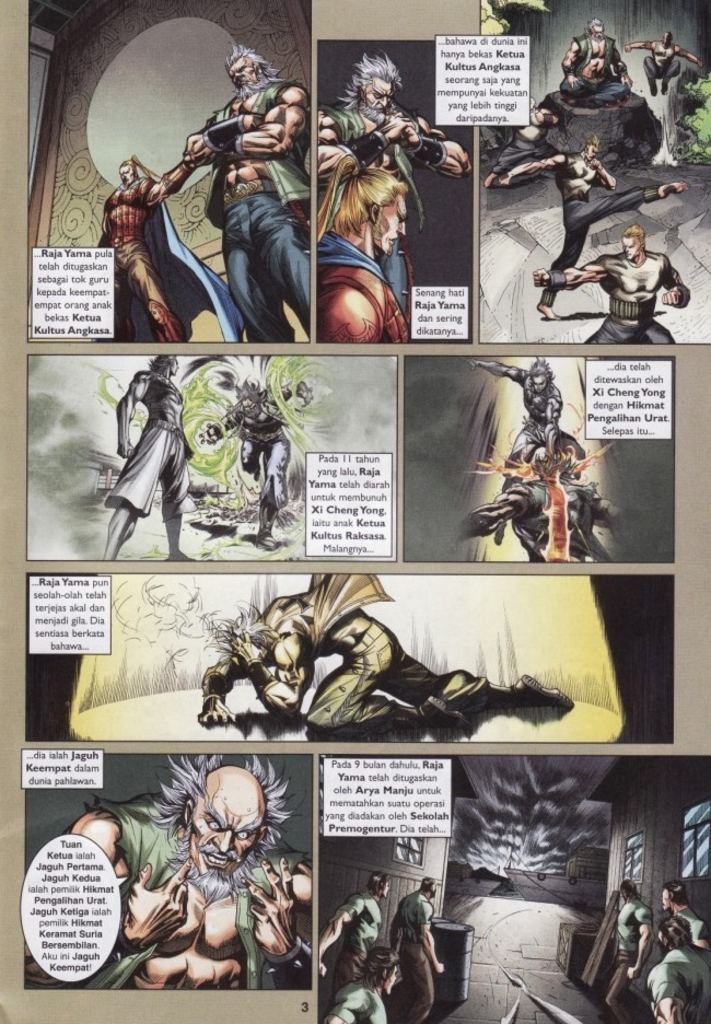 ...Raja Yama pula
telah ditugaskan
sebagai tok guru
kepada keempat-
empat orang anak
bekas Ketua
Kultus Angkasa.
Senang hati
Raja Yama
dan sering
dikatanya...
...bahawa di dunia ini
hanya bekas Ketua
Kultus Angkasa
seorang saja yang
mempunyai kekuatan
yang lebih tinggi
daripadanya.
Pada 11 tahun
yang lalu, Raja
Yama telah diarah
untuk membunuh
Xi Cheng Yong,
iaitu anak Ketua
Kultus Raksasa.
Malangnya...
...dia telah
ditewaskan oleh
Xi Cheng Yong
dengan Hikmat
Pengalihan Urat.
Selepas itu...
...Raja Yama pun
seolah-olah telah
terjejas akal dan
menjadi gila. Dia
sentiasa berkata
bahawa...
...dia ialah Jaguh
Keempat dalam
dunia pahlawan.
Tuan
Ketua ialah
Jaguh Pertama.
Jaguh Kedua
ialah pemilik Hikmat
Pengalihan Urat.
Jaguh Ketiga ialah
pemilik Hikmat
Keramat Suria
Bersembilan.
Aku ini Jaguh
Keempat!
Pada 9 bulan dahulu, Raja
Yama telah ditugaskan
oleh Arya Manju untuk
mematahkan suatu operasi
yang diadakan oleh Sekolah
Premogentur. Dia telah...
3